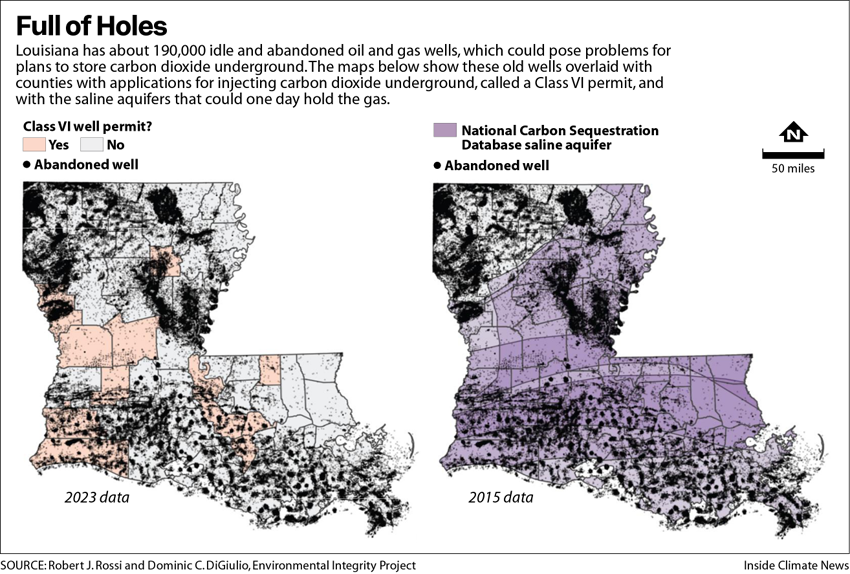 Full of Holes
Louisiana has about 190,000 idle and abandoned oil and gas wells, which could pose problems for
plans to store carbon dioxide underground. The maps below show these old wells overlaid with
counties with applications for injecting carbon dioxide underground, called a Class VI permit, and
with the saline aquifers that could one day hold the gas.
Class VI well permit?
Yes No
Abandoned well
National Carbon Sequestration
Database saline aquifer
Abandoned well
N
50 miles
2023 data
2015 data
SOURCE: Robert J. Rossi and Dominic C. DiGiulio, Environmental Integrity Project
Inside Climate News